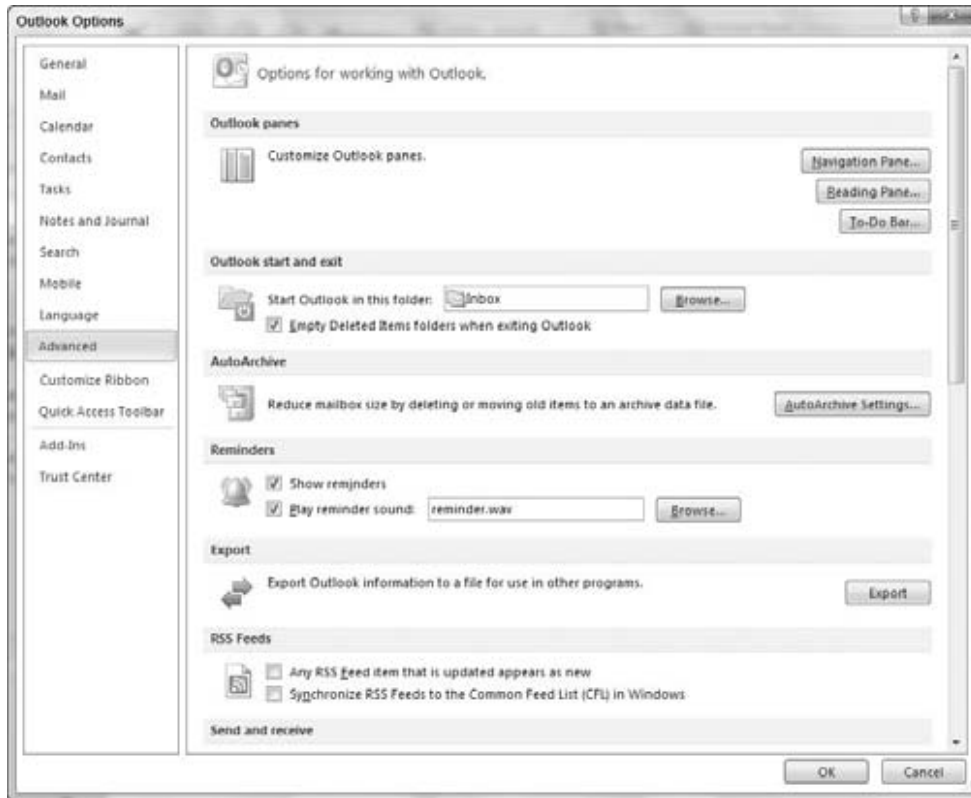 Outlook Options
General
Mail
Calendar
Contacts
Tasks
Notes and Journal
Search
Mobile
Language
Advanced
Customize Ribbon
Quick Access Toolbar
Add-Ins
Trust Center
Options for working with Outlook.
Outlook panes
Customize Outlook panes.
Navigation Pane...
Reading Pane...
To-Do Bar...
Outlook start and exit
Start Outlook in this folder: Inbox Browse...
Empty Deleted Items folders when exiting Outlook
AutoArchive
Reduce mailbox size by deleting or moving old items to an archive data file. AutoArchive Settings...
Reminders
Show reminders
Play reminder sound: reminder.wav Browse...
Export
Export Outlook information to a file for use in other programs. Export
RSS Feeds
Any RSS Feed item that is updated appears as new
Synchronize RSS Feeds to the Common Feed List (CFL) in Windows
Send and receive
OK Cancel